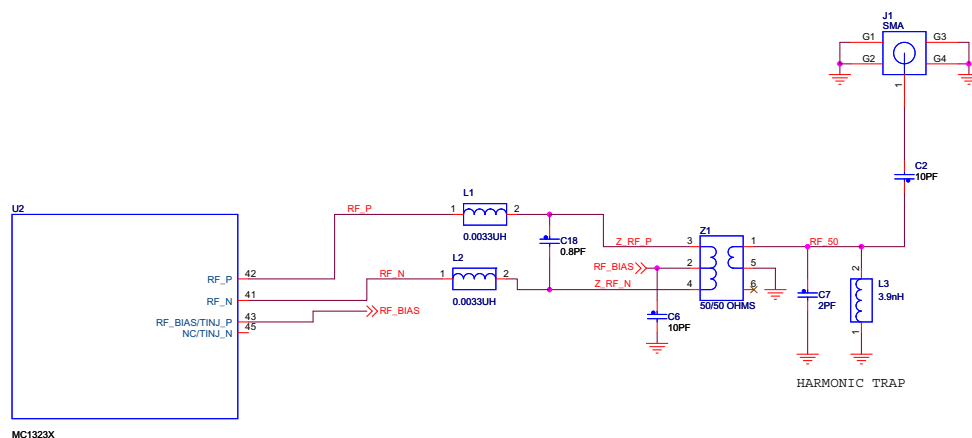 J1
SMA
G1
G3
G2
G4
1
C2
10PF
U2
L1
RF_P
1
2
0.0033UH
L2
C18
0.8PF
Z_RF_P
Z1
3
1
RF_50
RF_BIAS
2
5
RF_P
42
RF_N
1
2
0.0033UH
Z_RF_N
4
6
50/50 OHMS
C7
2PF
2
L3
3.9nH
1
RF_N
41
RF_BIAS/TINJ_P
43
RF_BIAS
NC/TINJ_N
45
C6
10PF
HARMONIC TRAP
MC1323X